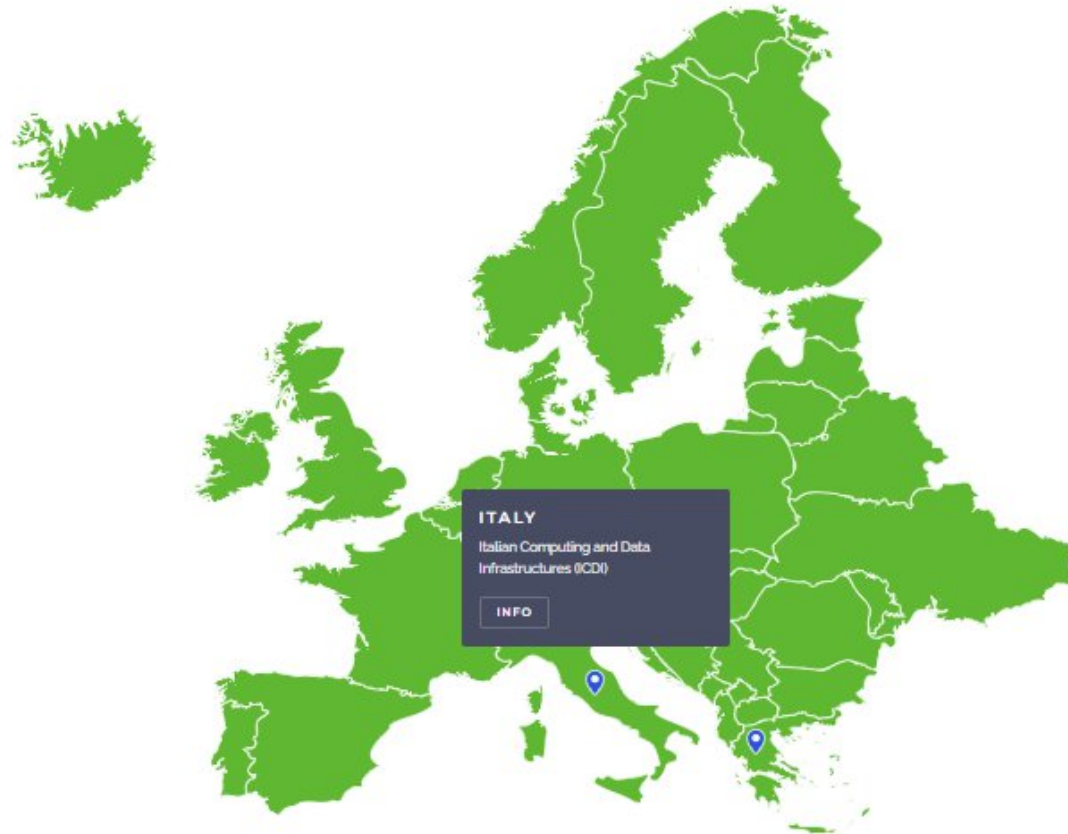 ITALY
Italian Computing and Data
Infrastructures (ICDI)
INFO